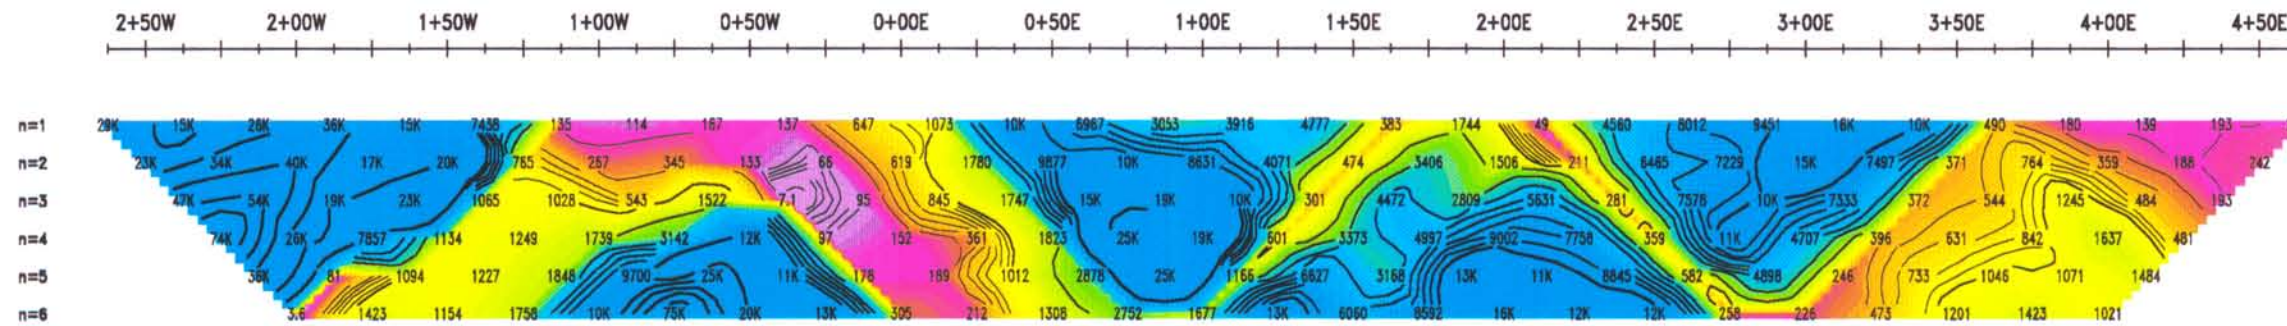 2+50W 2+00W 1+50W 1+00W 0+50W 0+00E 0+50E 1+00E 1+50E 2+00E 2+50E 3+00E 3+50E 4+00E 4+50E
n=1 29K 15K 28K 36K 15K 7438 135 114 167 137 647 1073 10K 6967 3053 3916 4777 383 1744 49 4560 8012 9451 16K 10K 490 180 139 193
n=2 23K 34K 40K 17K 20K 765 267 345 133 66 619 1780 9877 10K 8631 4071 474 3406 1506 211 6465 7229 15K 7497 371 764 359 188 242
n=3 47K 54K 19K 23K 1065 1028 543 1522 7.1 95 845 1747 15K 19K 10K 301 4472 2809 5631 281 7576 10K 7333 372 544 1245 484 193
n=4 74K 26K 7857 1134 1249 1739 3142 12K 97 152 361 1823 25K 19K 601 3373 4997 9002 7758 359 11K 4707 396 631 842 1637 481
n=5 36K 81 1094 1227 1848 9700 25K 11K 178 189 1012 2878 25K 1166 6627 3168 13K 11K 8845 582 4898 246 733 1046 1071 1484
n=6 3.6 1423 1154 1758 10K 75K 20K 13K 305 212 1308 2752 1677 13K 6060 8592 16K 12K 12K 258 226 473 1201 1423 1021